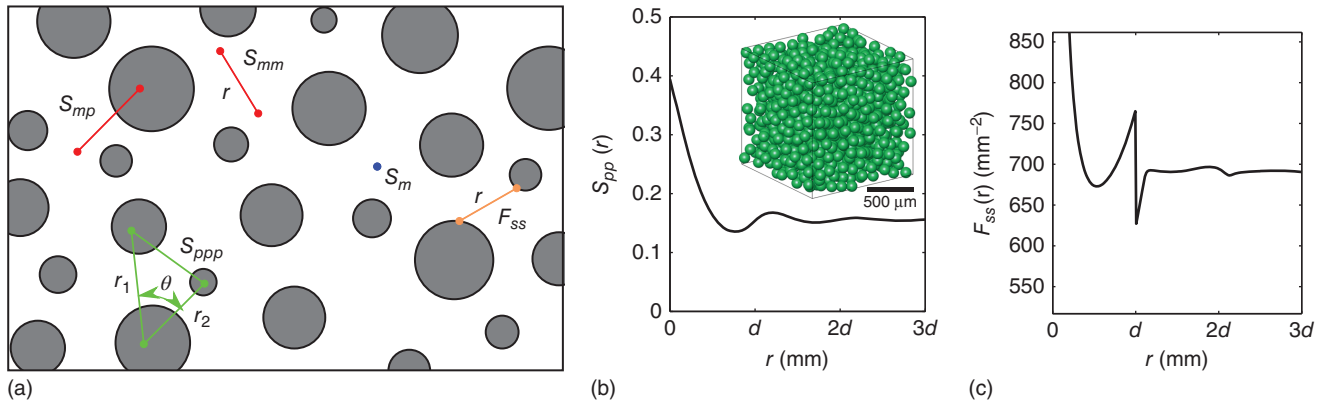 S_mp
S_mm
r
S_m
r
F_ss
S_ppp
r_1
θ
r_2
(a)
S_pp (r)
0.5
0.4
0.3
0.2
0.1
0
0
d
2d
3d
r (mm)
500 μm
(b)
F_ss (r) (mm⁻²)
850
800
750
700
650
600
550
0
d
2d
3d
r (mm)
(c)